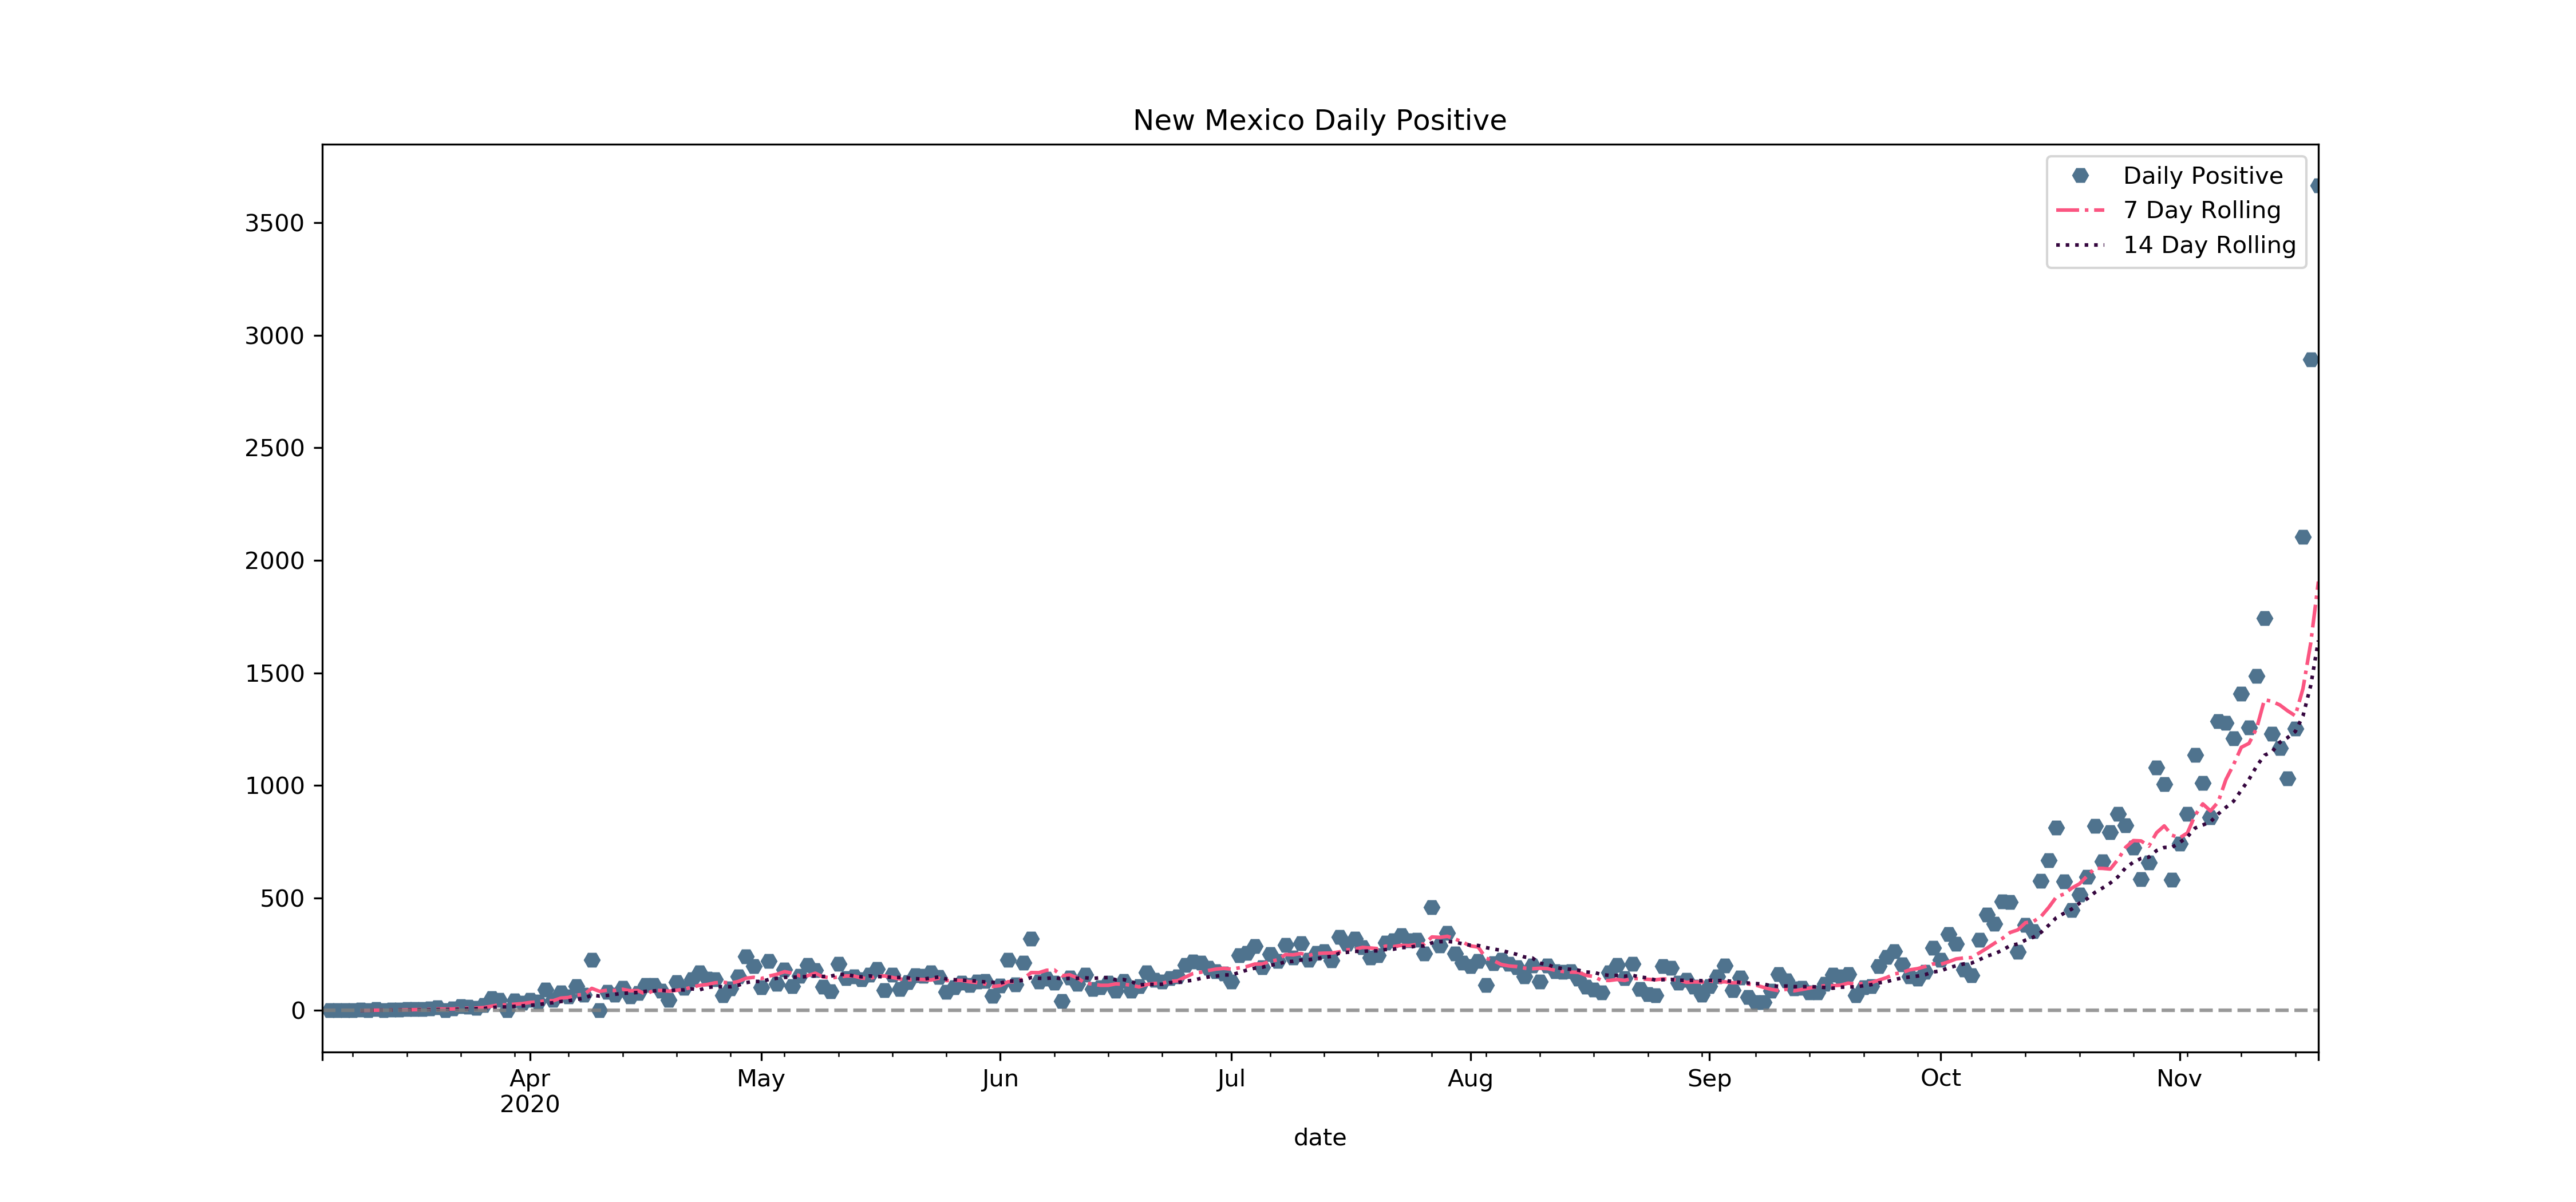 New Mexico Daily Positive
Daily Positive
7 Day Rolling
14 Day Rolling
3500
3000
2500
2000
1500
1000
500
0
Apr May Jun Jul Aug Sep Oct Nov
2020
date